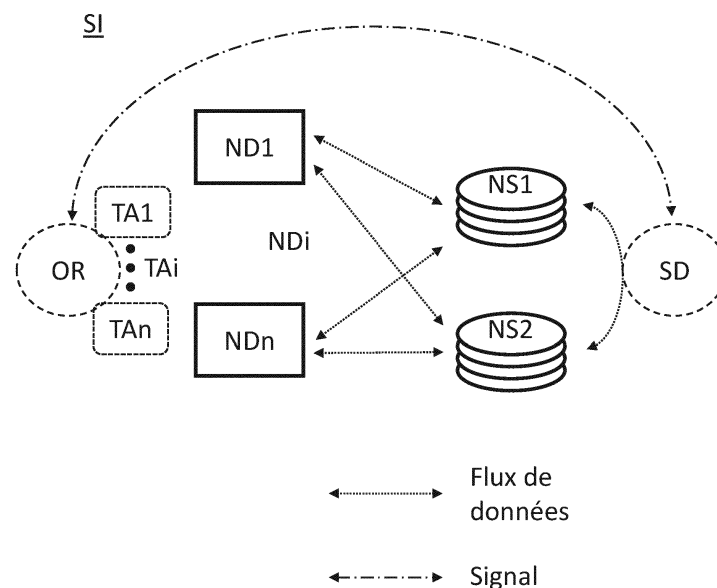 SI
ND1
NS1
TA1
NDi
OR
TAi
SD
TAn
NDn
NS2
Flux de
données
Signal